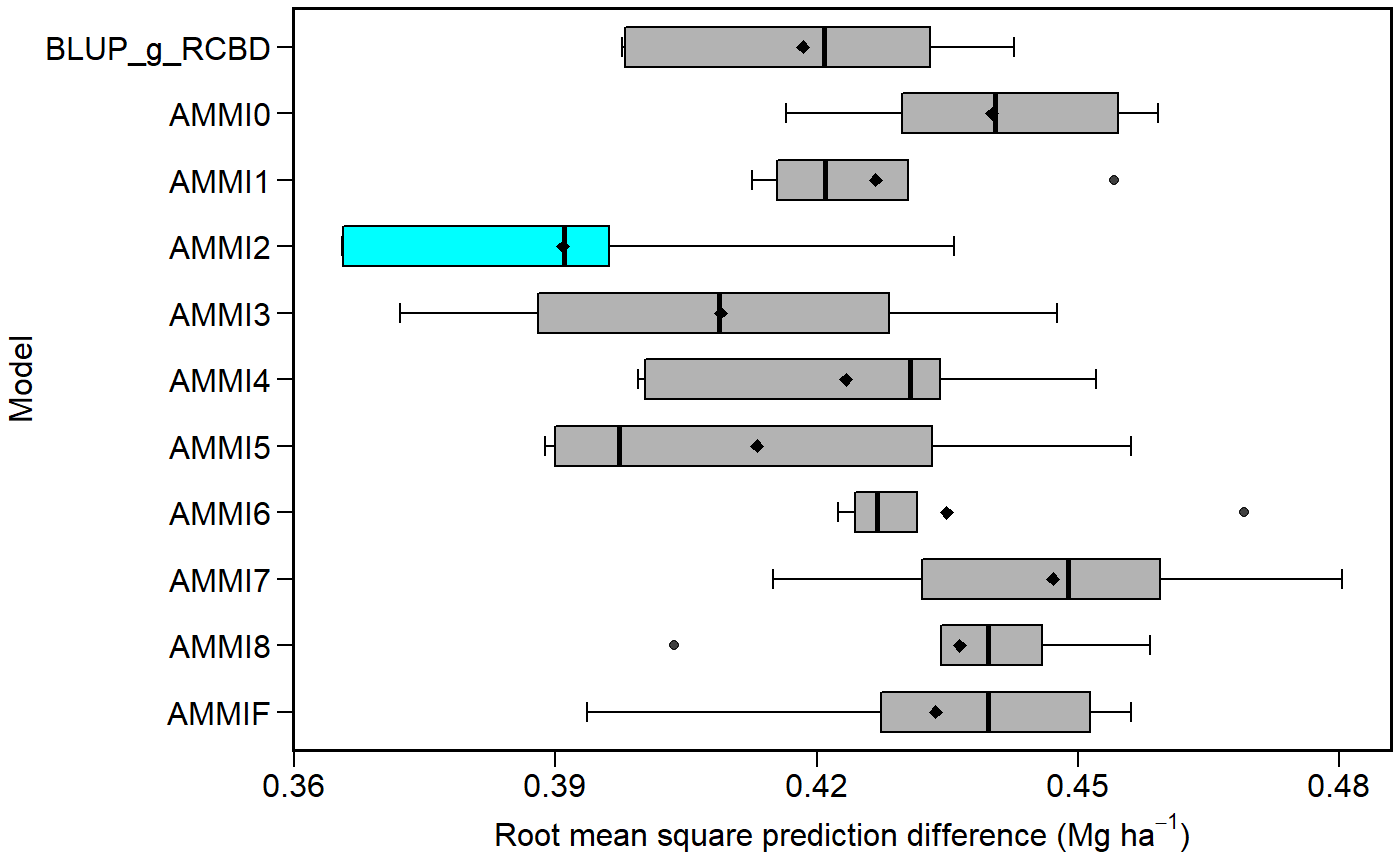 BLUP_g_RCBD
AMMI0
AMMI1
AMMI2
AMMI3
AMMI4
AMMI5
AMMI6
AMMI7
AMMI8
AMMIF
Model
0.36 0.39 0.42 0.45 0.48
Root mean square prediction difference (Mg ha⁻¹)